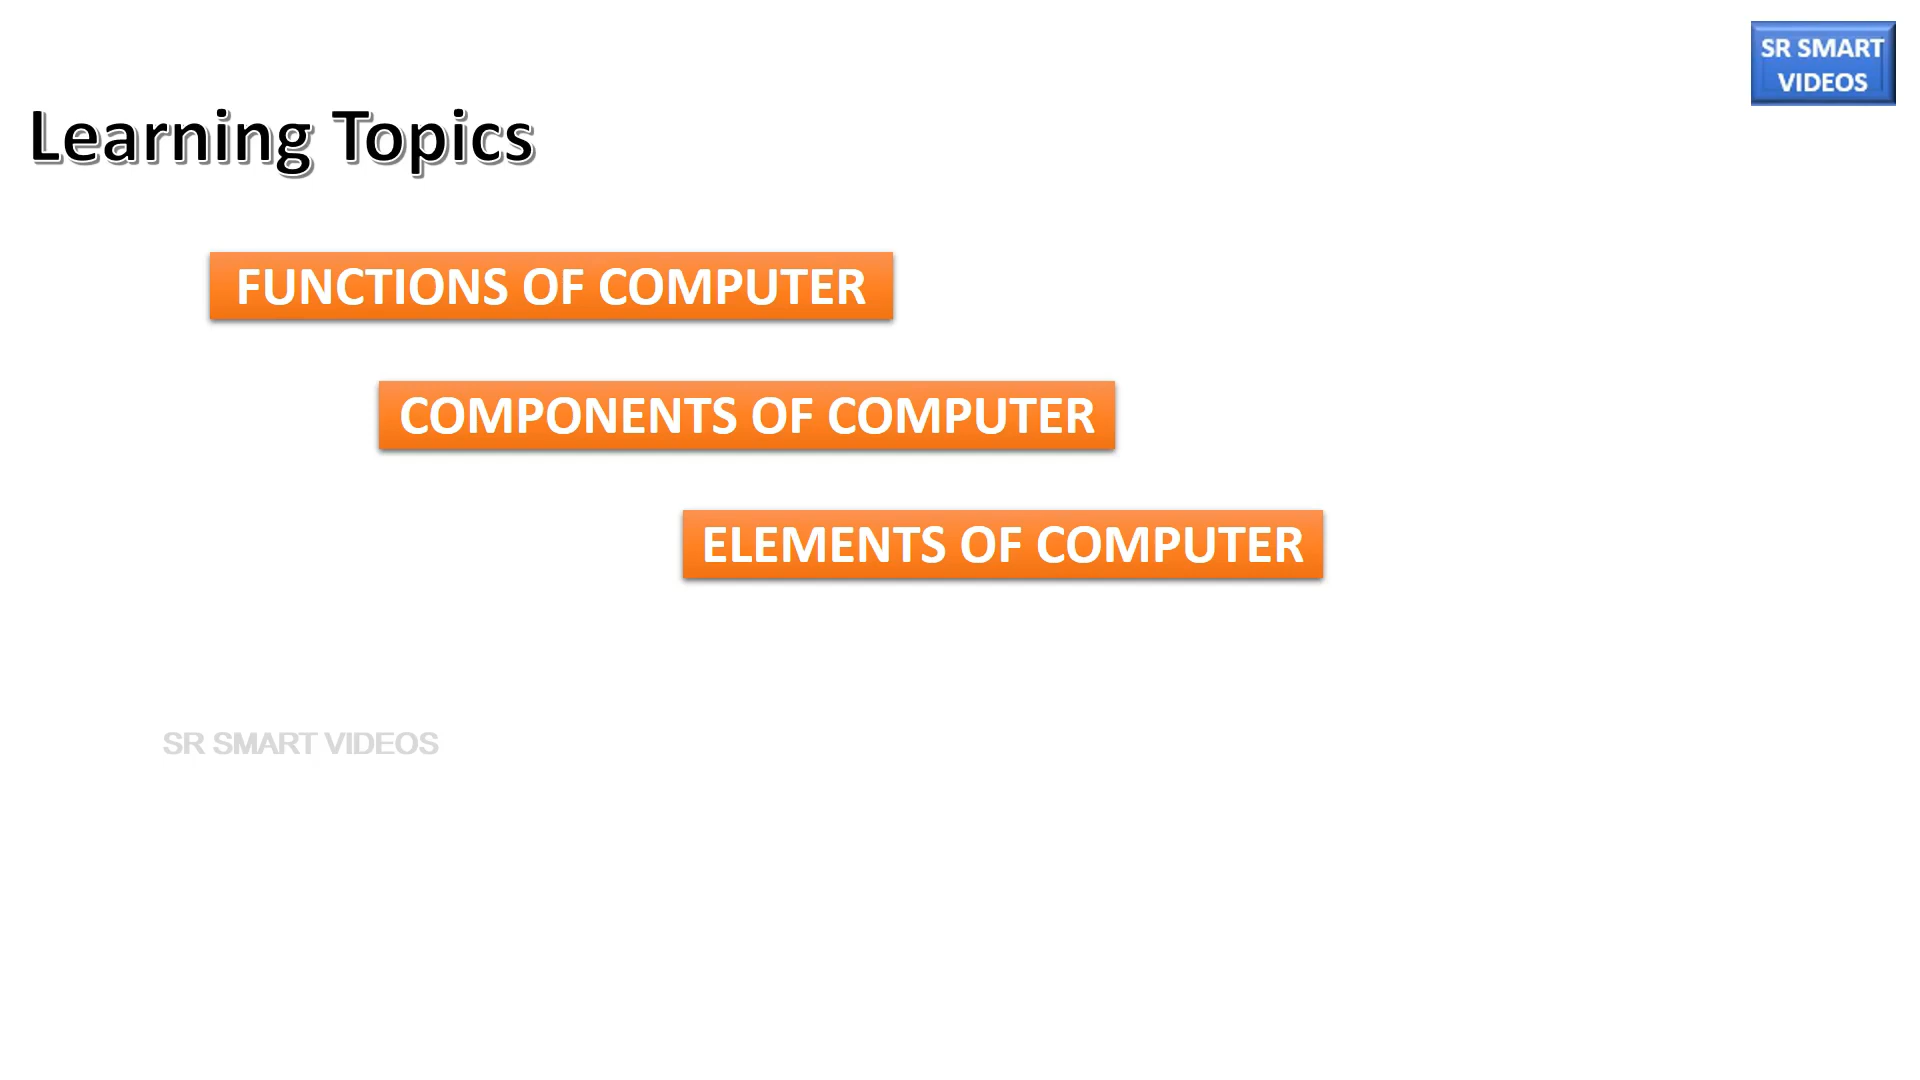 SR SMART
VIDEOS
Learning Topics
FUNCTIONS OF COMPUTER
COMPONENTS OF COMPUTER
ELEMENTS OF COMPUTER
SR SMART VIDEOS